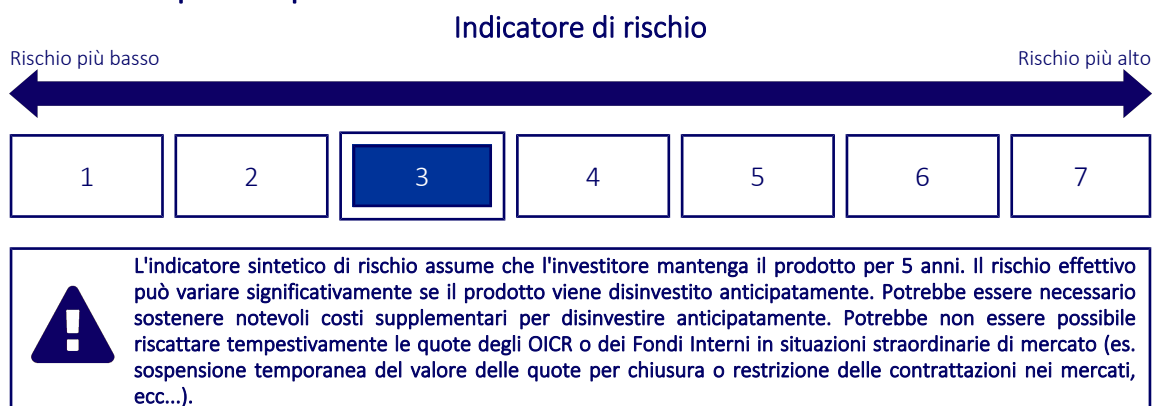 Indicatore di rischio
Rischio più basso
Rischio più alto
1 2 3 4 5 6 7
L'indicatore sintetico di rischio assume che l'investitore mantenga il prodotto per 5 anni. Il rischio effettivo
può variare significativamente se il prodotto viene disinvestito anticipatamente. Potrebbe essere necessario
sostenere notevoli costi supplementari per disinvestire anticipatamente. Potrebbe non essere possibile
riscattare tempestivamente le quote degli OICR o dei Fondi Interni in situazioni straordinarie di mercato (es.
sospensione temporanea del valore delle quote per chiusura o restrizione delle contrattazioni nei mercati,
ecc...).